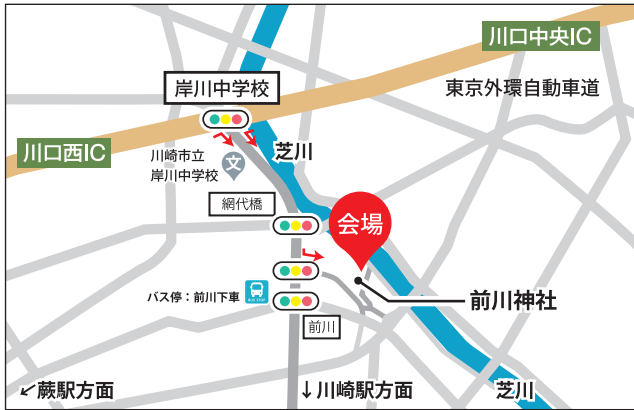 川口中央IC
岸川中学校
東京外環自動車道
川口西IC
川崎市立
岸川中学校
文
芝川
網代橋
会場
バス停：前川下車
BUS STOP
前川神社
前川
↙蕨駅方面
↓川崎駅方面
芝川